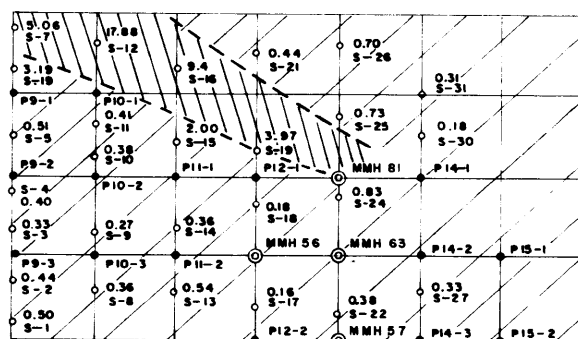 5.06
S-7
17.88
S-12
0.44
S-21
0.70
S-26
3.19
S-19
9.4
S-16
0.31
S-31
P9-1
P10-1
0.51
S-5
0.41
S-11
2.00
S-15
3.97
S-19
0.73
S-25
0.18
S-30
0.38
S-10
P9-2
P10-2
P11-1
P12-1
MMH 81
P14-1
S-4
0.40
0.18
S-18
0.83
S-24
0.33
S-3
0.27
S-9
0.36
S-14
MMH 56
MMH 63
P14-2
P15-1
P9-3
P10-3
P11-2
0.44
S-2
0.36
S-8
0.54
S-13
0.16
S-17
0.38
S-22
0.33
S-27
0.50
S-1
P12-2
MMH 57
P14-3
P15-2